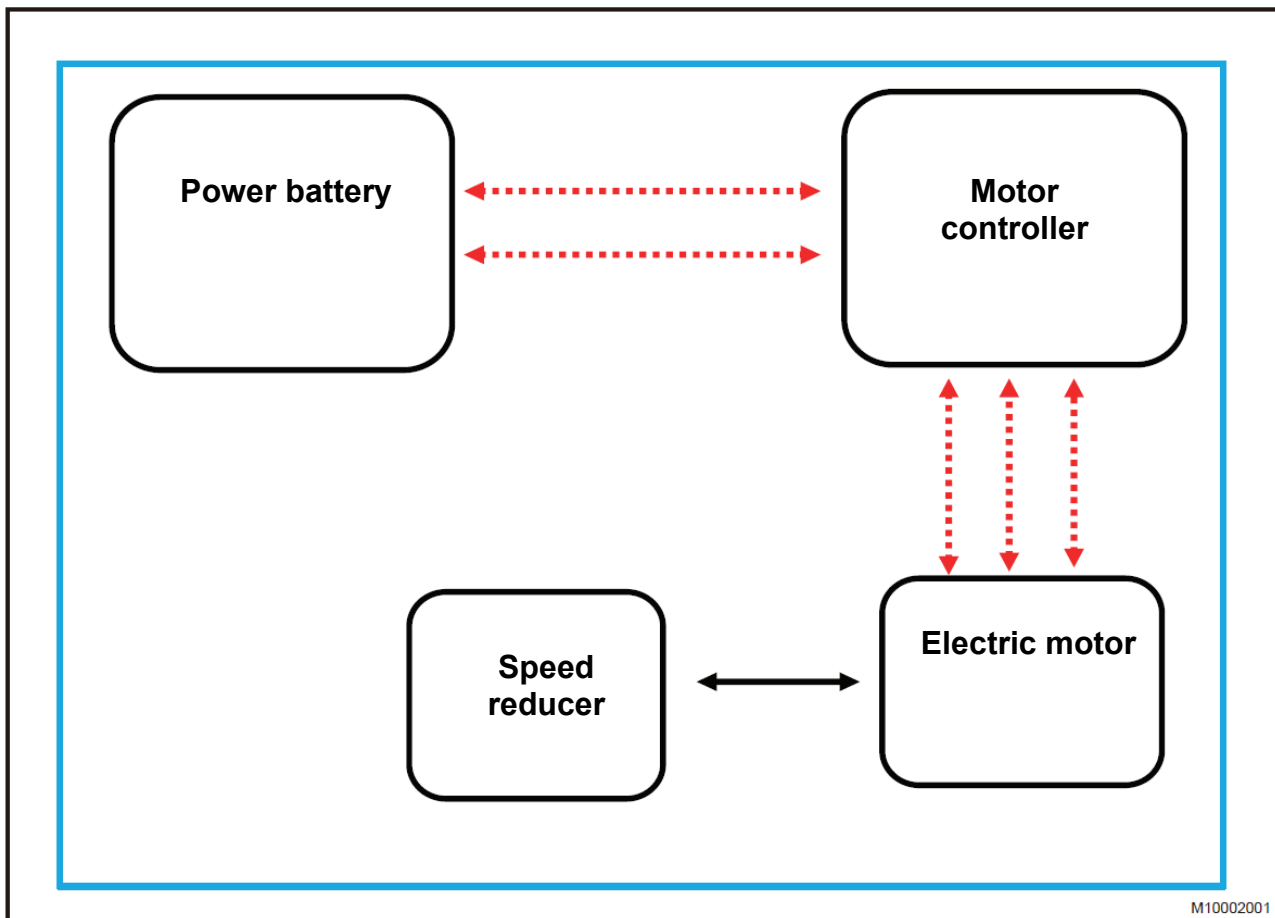 Power battery
Motor
controller
Speed
reducer
Electric motor
M10002001